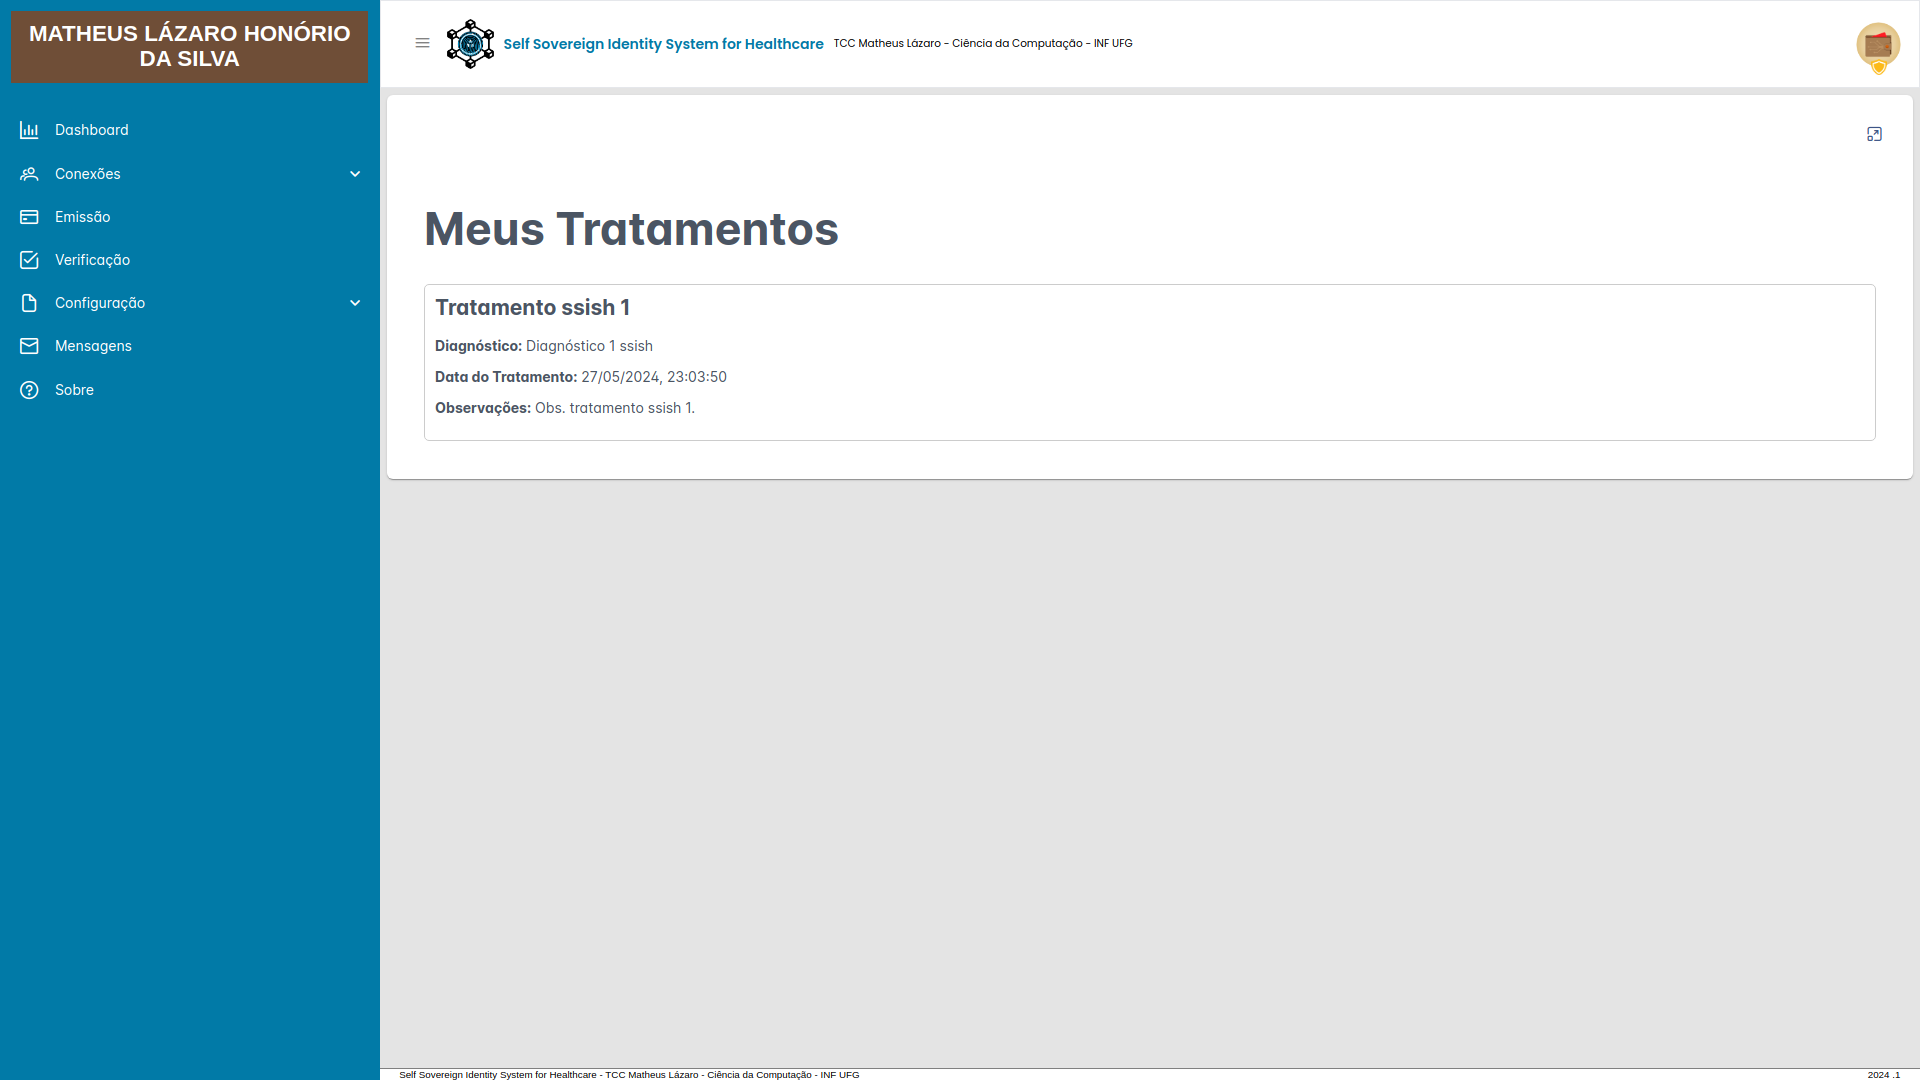 MATHEUS LÁZARO HONÓRIO
DA SILVA
Dashboard
Conexões
Emissão
Verificação
Configuração
Mensagens
Sobre
Self Sovereign Identity System for Healthcare TCC Matheus Lázaro - Ciência da Computação - INF UFG
Meus Tratamentos
Tratamento ssish 1
Diagnóstico: Diagnóstico 1 ssish
Data do Tratamento: 27/05/2024, 23:03:50
Observações: Obs. tratamento ssish 1.
Self Sovereign Identity System for Healthcare - TCC Matheus Lázaro - Ciência da Computação - INF UFG 2024 .1